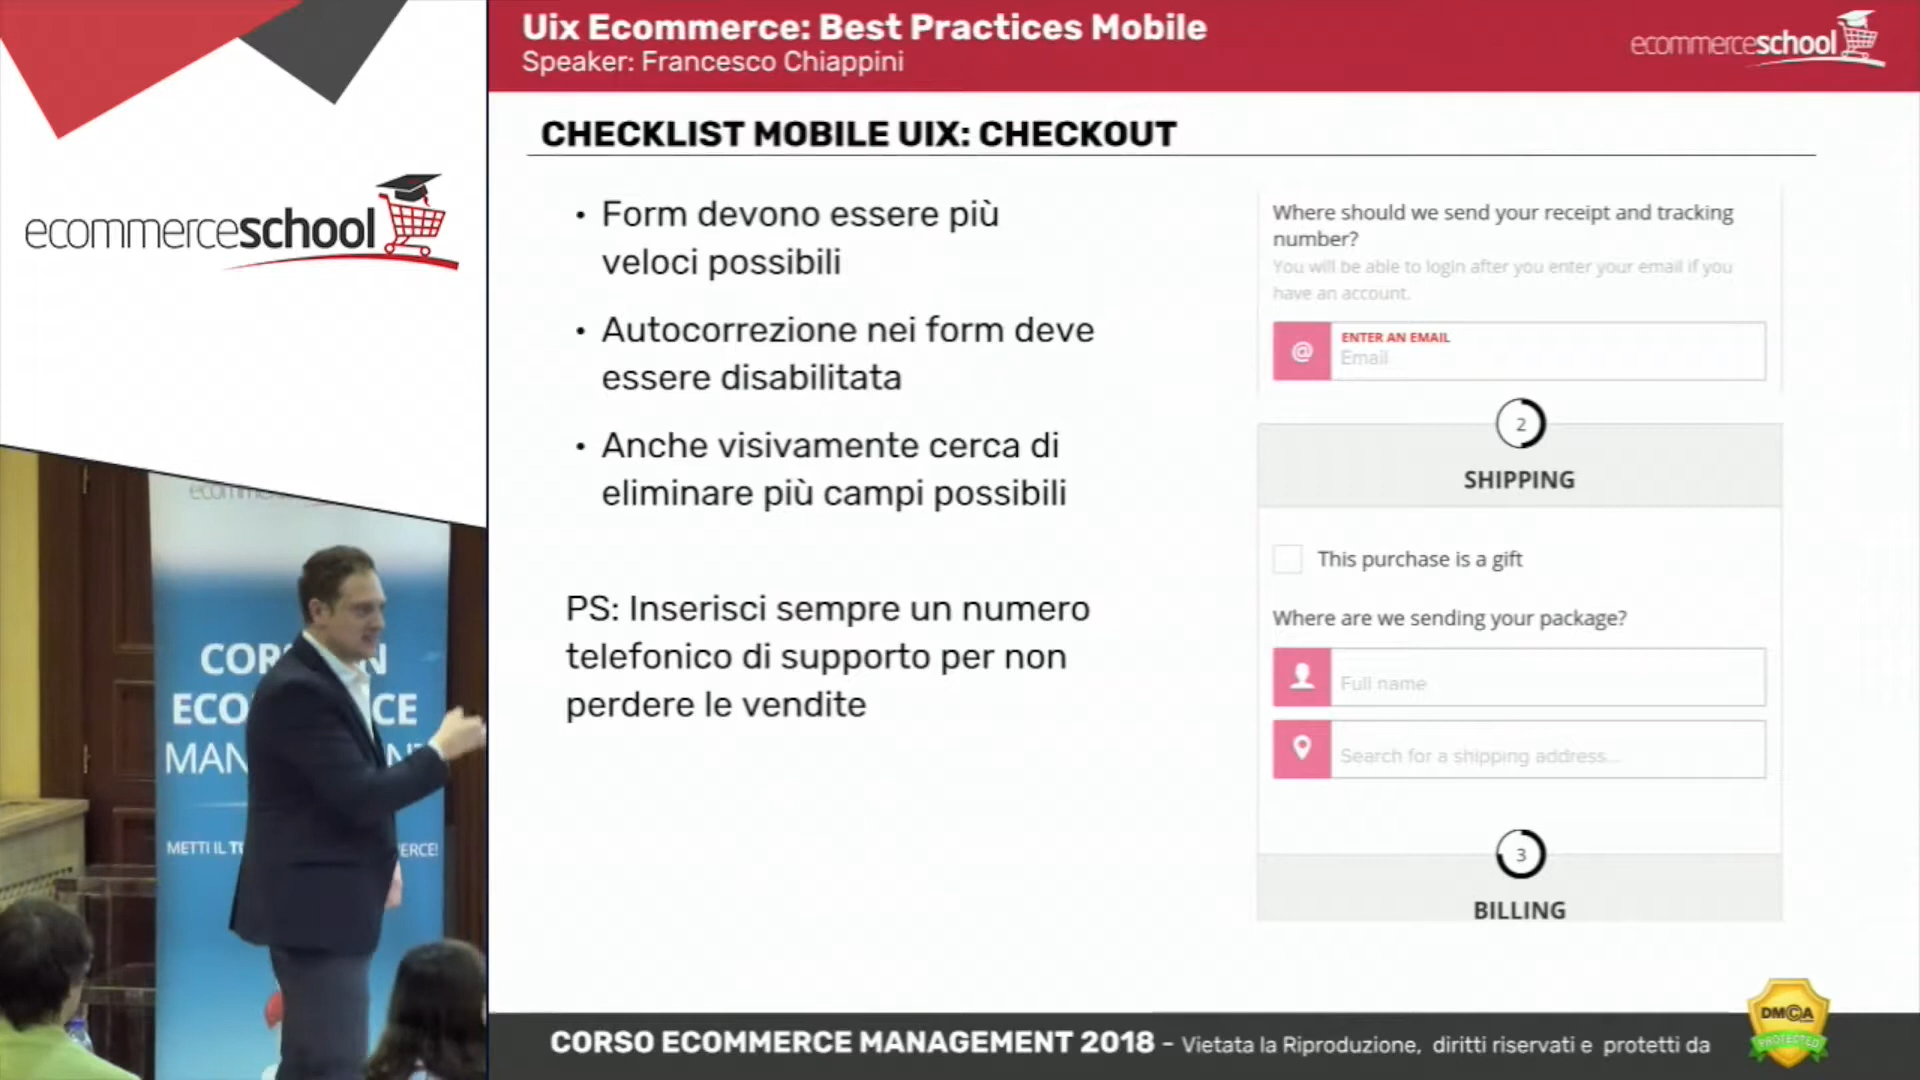 Uix Ecommerce: Best Practices Mobile
Speaker: Francesco Chiappini
ecommerceschool
ecommerceschool
CHECKLIST MOBILE UIX: CHECKOUT
• Form devono essere più
veloci possibili
• Autocorrezione nei form deve
essere disabilitata
• Anche visivamente cerca di
eliminare più campi possibili
PS: Inserisci sempre un numero
telefonico di supporto per non
perdere le vendite
Where should we send your receipt and tracking
number?
You will be able to login after you enter your email if you
have an account.
@
ENTER AN EMAIL
Email
2
SHIPPING
This purchase is a gift
Where are we sending your package?
Full name
Search for a shipping address...
3
BILLING
METTI IL
CORSO ECOMMERCE MANAGEMENT 2018 - Vietata la Riproduzione, diritti riservati e protetti da
DMCA
PROTECTED